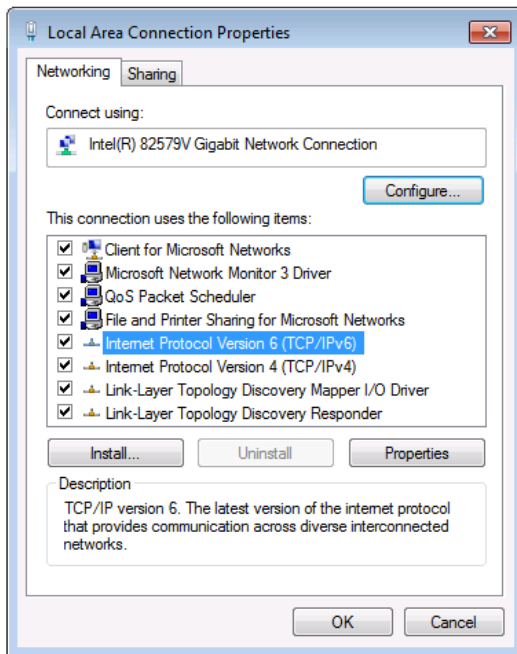 Local Area Connection Properties
Networking
Sharing
Connect using:
Intel(R) 82579V Gigabit Network Connection
Configure...
This connection uses the following items:
Client for Microsoft Networks
Microsoft Network Monitor 3 Driver
QoS Packet Scheduler
File and Printer Sharing for Microsoft Networks
Internet Protocol Version 6 (TCP/IPv6)
Internet Protocol Version 4 (TCP/IPv4)
Link-Layer Topology Discovery Mapper I/O Driver
Link-Layer Topology Discovery Responder
Install...
Uninstall
Properties
Description
TCP/IP version 6. The latest version of the internet protocol
that provides communication across diverse interconnected
networks.
OK
Cancel